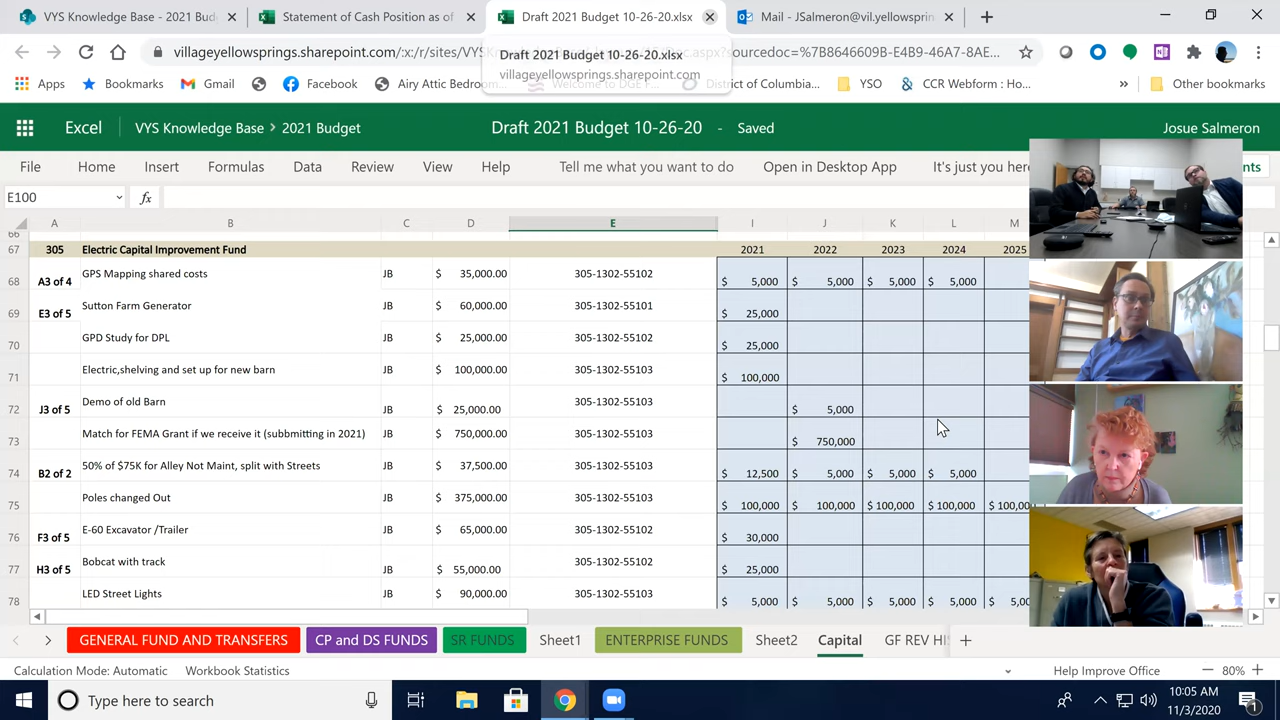 VYS Knowledge Base - 2021 Bud
Statement of Cash Position as of
Draft 2021 Budget 10-26-20.xlsx
Mail - JSalmeron@vil.yellowsprin
villageyellowsprings.sharepoint.com/:x:/r/sites/VYSK
Doc.aspx?sourcedoc=%7B8646609B-E4B9-46A7-8AE...
Draft 2021 Budget 10-26-20.xlsx
villageyellowsprings.sharepoint.com
Apps
Bookmarks
Gmail
Facebook
Airy Attic Bedroom...
Welcome to DGE F...
District of Columbia...
YSO
CCR Webform : Ho...
»
Other bookmarks
Excel
VYS Knowledge Base > 2021 Budget
Draft 2021 Budget 10-26-20 - Saved
Josue Salmeron
File Home Insert Formulas Data Review View Help Tell me what you want to do Open in Desktop App It's just you here
nts
E100 fx
A B C D E I J K L M
66
67 305 Electric Capital Improvement Fund 2021 2022 2023 2024 2025
68 A3 of 4 GPS Mapping shared costs JB $ 35,000.00 305-1302-55102 $ 5,000 $ 5,000 $ 5,000 $ 5,000
69 E3 of 5 Sutton Farm Generator JB $ 60,000.00 305-1302-55101 $ 25,000
70 GPD Study for DPL JB $ 25,000.00 305-1302-55102 $ 25,000
71 Electric,shelving and set up for new barn JB $ 100,000.00 305-1302-55103 $ 100,000
72 J3 of 5 Demo of old Barn JB $ 25,000.00 305-1302-55103 $ 5,000
73 Match for FEMA Grant if we receive it (subbmitting in 2021) JB $ 750,000.00 305-1302-55103 $ 750,000
74 B2 of 2 50% of $75K for Alley Not Maint, split with Streets JB $ 37,500.00 305-1302-55103 $ 12,500 $ 5,000 $ 5,000 $ 5,000
75 Poles changed Out JB $ 375,000.00 305-1302-55103 $ 100,000 $ 100,000 $ 100,000 $ 100,000 $ 100,0
76 F3 of 5 E-60 Excavator /Trailer JB $ 65,000.00 305-1302-55102 $ 30,000
77 H3 of 5 Bobcat with track JB $ 55,000.00 305-1302-55102 $ 25,000
78 LED Street Lights JB $ 90,000.00 305-1302-55103 $ 5,000 $ 5,000 $ 5,000 $ 5,000 $ 5,00
GENERAL FUND AND TRANSFERS CP and DS FUNDS SR FUNDS Sheet1 ENTERPRISE FUNDS Sheet2 Capital GF REV HI
Calculation Mode: Automatic Workbook Statistics Help Improve Office 80%
Type here to search
10:05 AM
11/3/2020
1